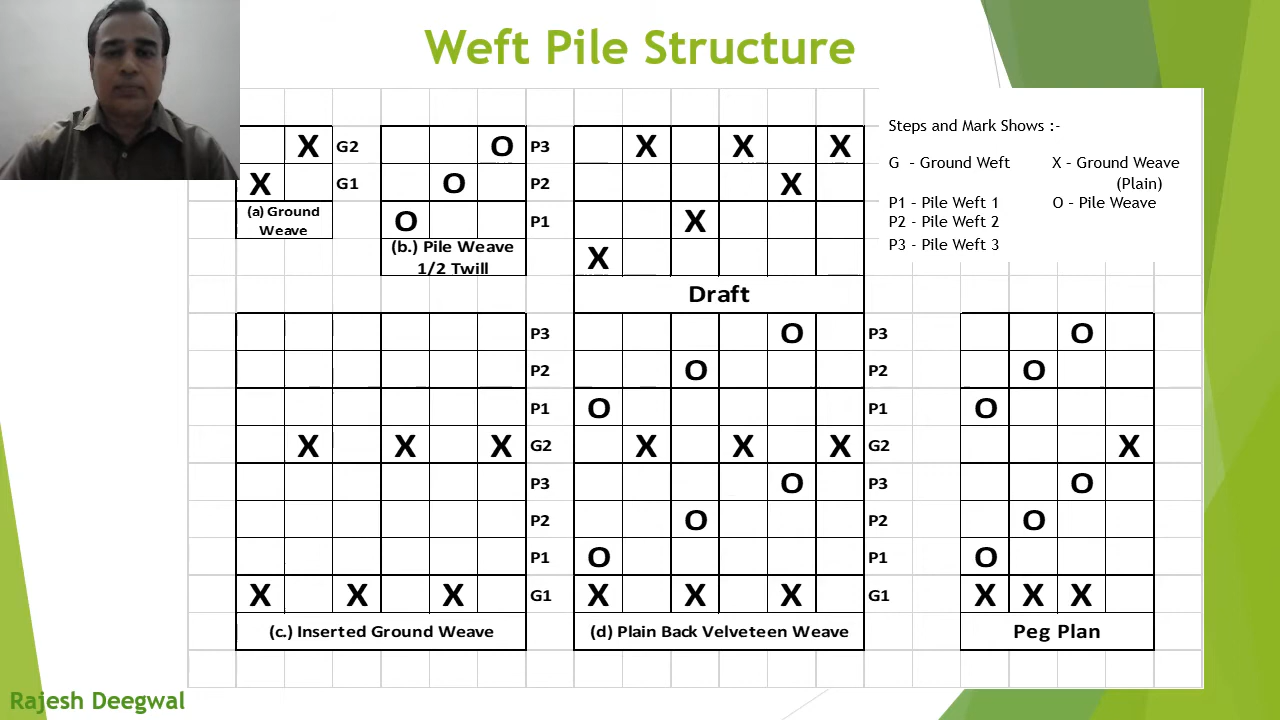 Weft Pile Structure
X G2 O P3 X X X
X G1 O P2 X
(a) Ground
Weave
O P1 X
(b.) Pile Weave
1/2 Twill
X
Draft
Steps and Mark Shows :-
G - Ground Weft X - Ground Weave
(Plain)
P1 - Pile Weft 1 O - Pile Weave
P2 - Pile Weft 2
P3 - Pile Weft 3
P3 O P3 O
P2 O P2 O
P1 O P1 O
X X X G2 X X X G2 X
P3 O P3 O
P2 O P2 O
P1 O P1 O
X X X G1 X X X G1 X X X
(c.) Inserted Ground Weave
(d) Plain Back Velveteen Weave
Peg Plan
Rajesh Deegwal